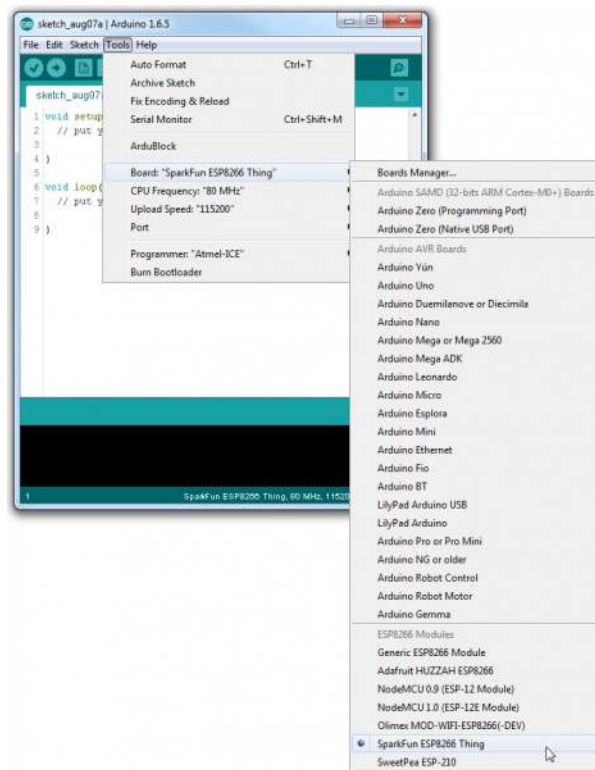 sketch_aug07a | Arduino 1.6.5
File Edit Sketch Tools Help
sketch_aug07
1 void setup
2 // put y
3
4 }
5
6 void loop(
7 // put y
8
9 }
Auto Format Ctrl+T
Archive Sketch
Fix Encoding & Reload
Serial Monitor Ctrl+Shift+M
ArduBlock
Board: "SparkFun ESP8266 Thing"
CPU Frequency: "80 MHz"
Upload Speed: "115200"
Port
Programmer: "Atmel-ICE"
Burn Bootloader
1 SparkFun ESP8266 Thing, 80 MHz, 11520
Boards Manager...
Arduino SAMD (32-bits ARM Cortex-M0+) Boards
Arduino Zero (Programming Port)
Arduino Zero (Native USB Port)
Arduino AVR Boards
Arduino Yún
Arduino Uno
Arduino Duemilanove or Diecimila
Arduino Nano
Arduino Mega or Mega 2560
Arduino Mega ADK
Arduino Leonardo
Arduino Micro
Arduino Esplora
Arduino Mini
Arduino Ethernet
Arduino Fio
Arduino BT
LilyPad Arduino USB
LilyPad Arduino
Arduino Pro or Pro Mini
Arduino NG or older
Arduino Robot Control
Arduino Robot Motor
Arduino Gemma
ESP8266 Modules
Generic ESP8266 Module
Adafruit HUZZAH ESP8266
NodeMCU 0.9 (ESP-12 Module)
NodeMCU 1.0 (ESP-12E Module)
Olimex MOD-WIFI-ESP8266(-DEV)
SparkFun ESP8266 Thing
SweetPea ESP-210